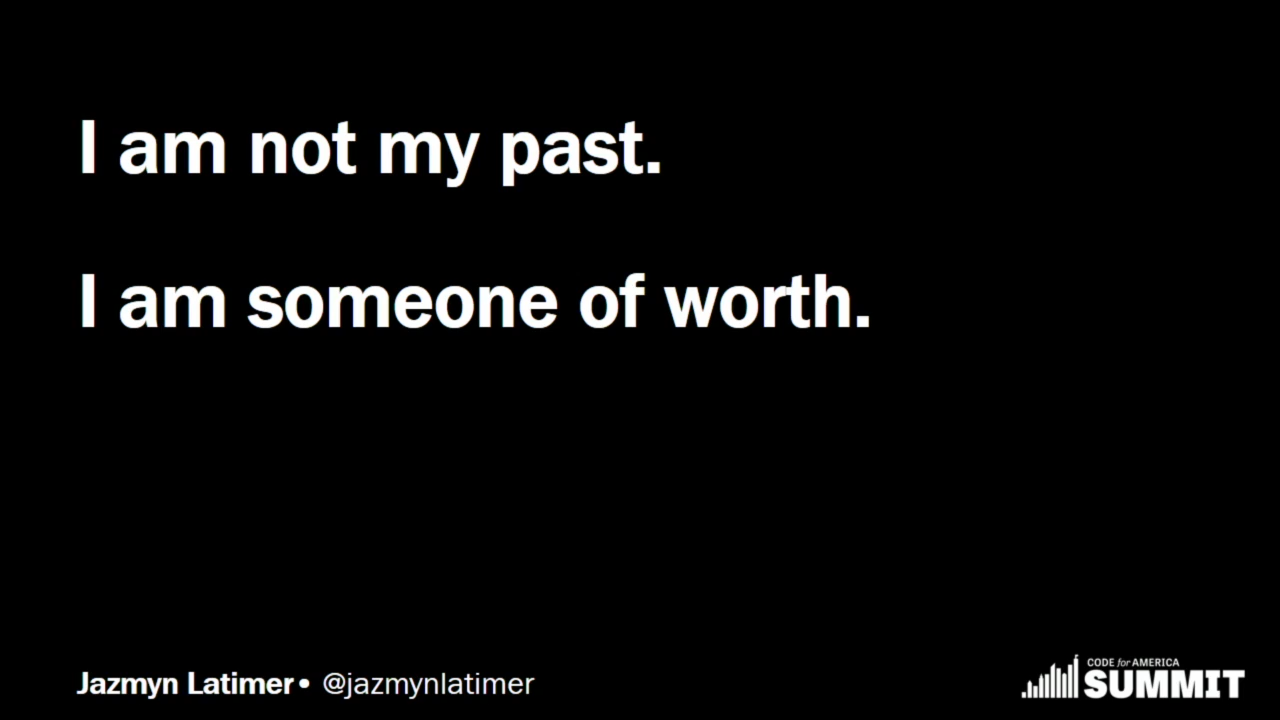 I am not my past.
I am someone of worth.
Jazmyn Latimer • @jazmynlatimer
CODE for AMERICA
SUMMIT